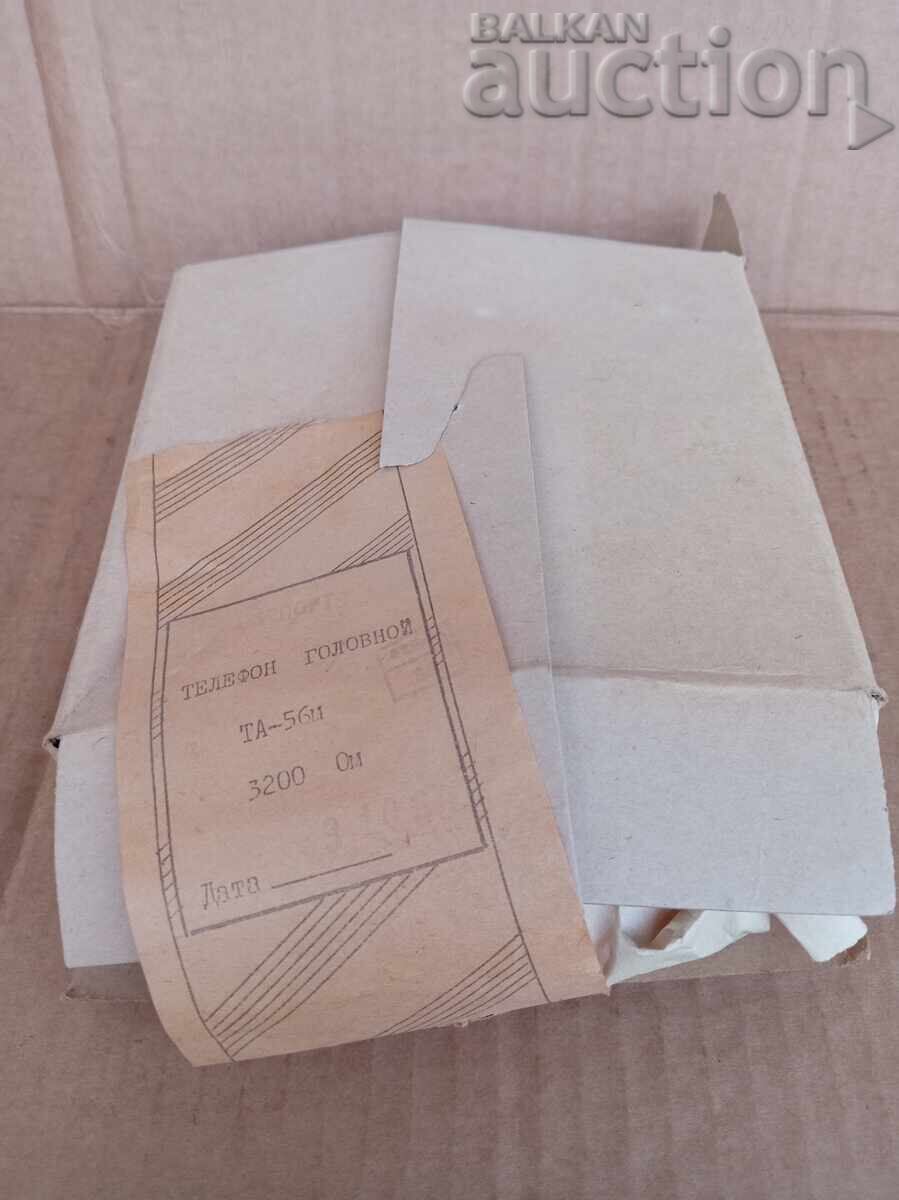 BALKAN
auction
ТЕЛЕФОН ГОЛОВНОЙ
ТА-56м
3200 Ом
Дата